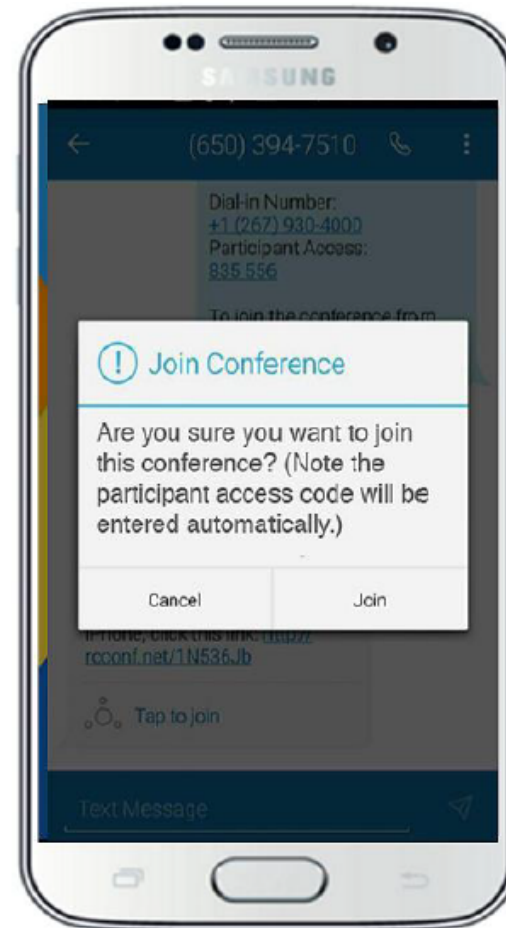 SAMSUNG
(650) 394-7510
Dial-in Number:
+1 (267) 930-4000
Participant Access:
835 556
To join the conference from
Join Conference
Are you sure you want to join
this conference? (Note the
participant access code will be
entered automatically.)
Cancel Join
iPhone, click this link: http://
rcconf.net/1N536Jb
Tap to join
Text Message